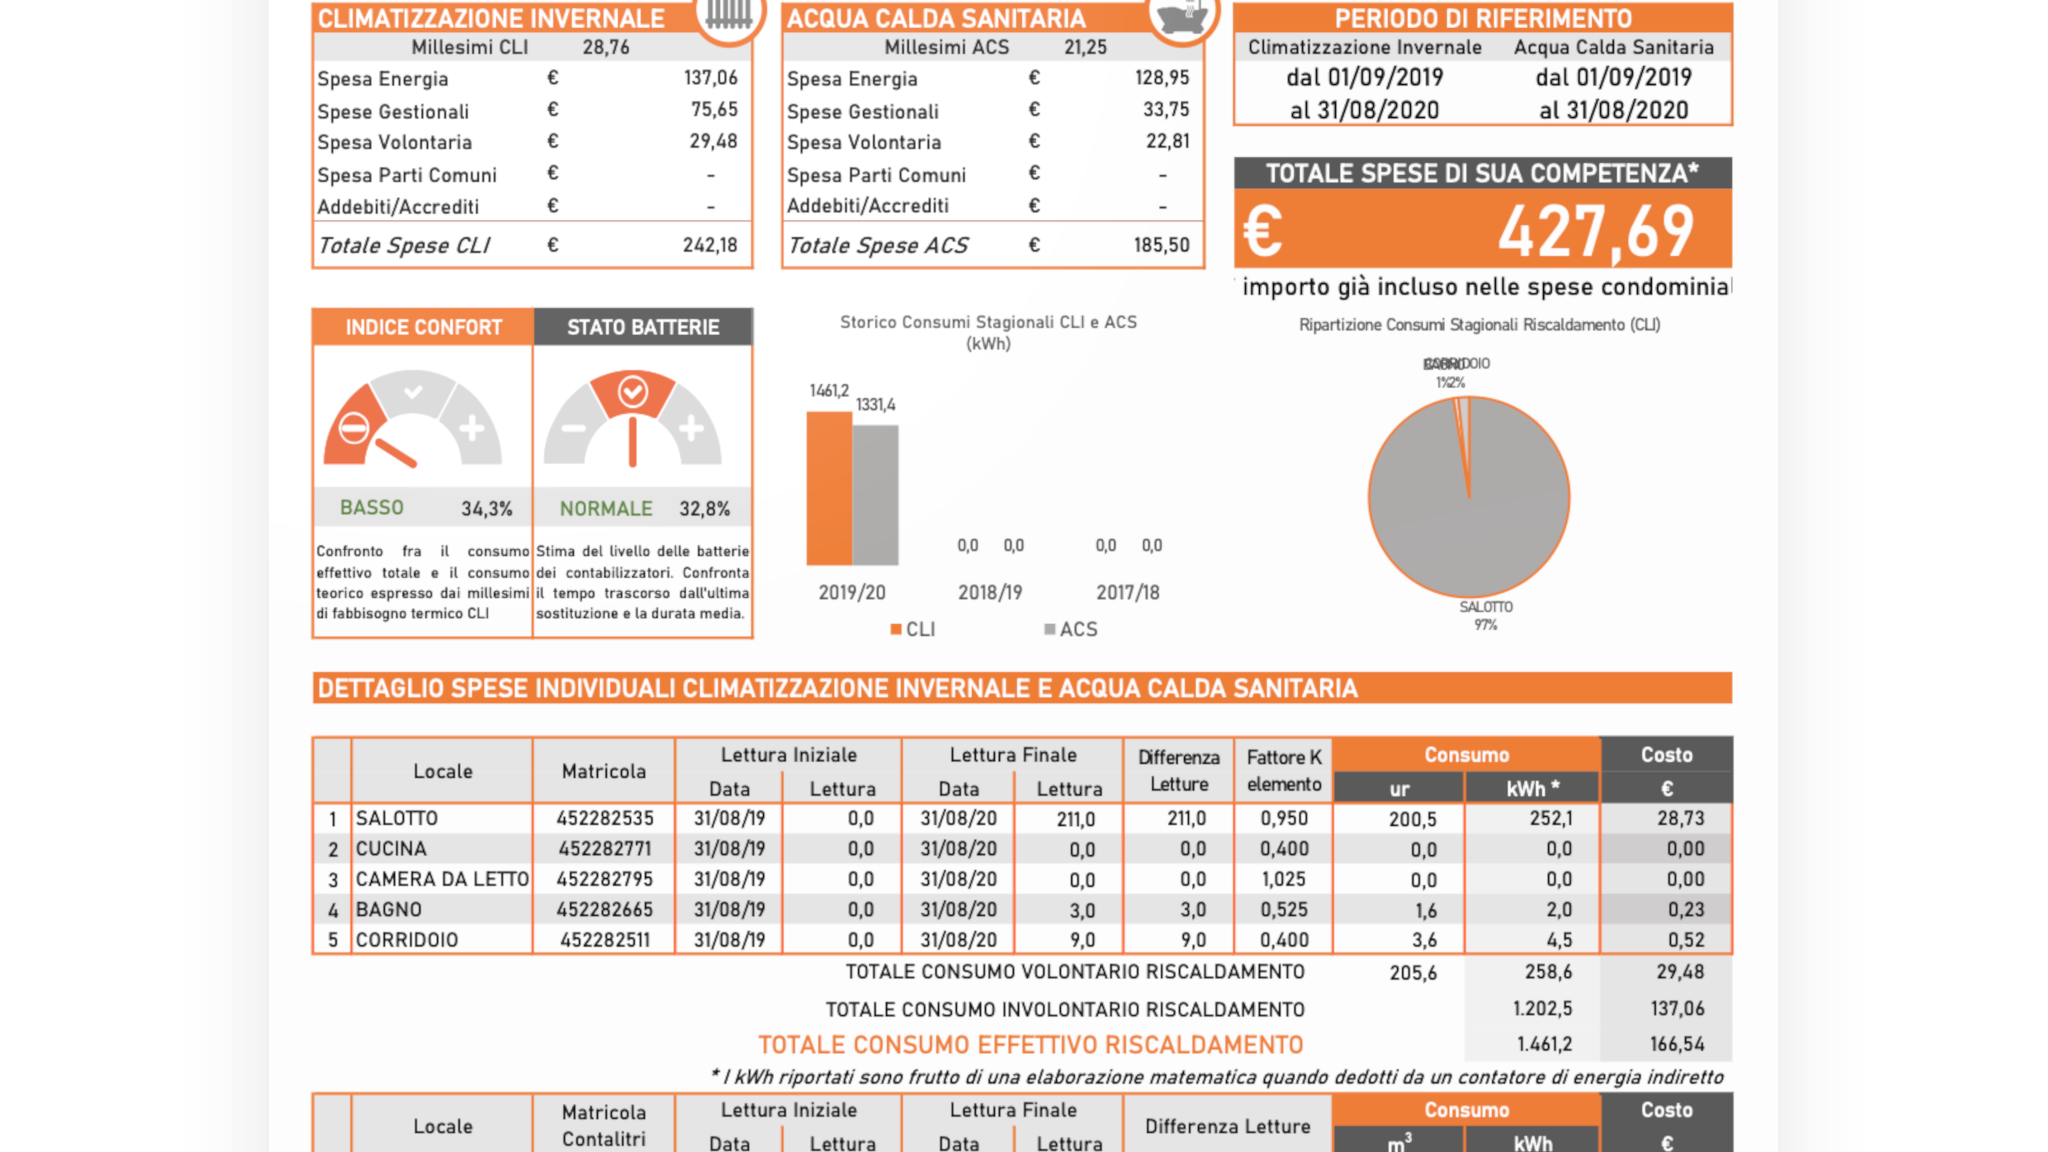 CLIMATIZZAZIONE INVERNALE
Millesimi CLI 28,76
Spesa Energia € 137,06
Spese Gestionali € 75,65
Spesa Volontaria € 29,48
Spesa Parti Comuni € -
Addebiti/Accrediti € -
Totale Spese CLI € 242,18
ACQUA CALDA SANITARIA
Millesimi ACS 21,25
Spesa Energia € 128,95
Spese Gestionali € 33,75
Spesa Volontaria € 22,81
Spesa Parti Comuni € -
Addebiti/Accrediti € -
Totale Spese ACS € 185,50
PERIODO DI RIFERIMENTO
Climatizzazione Invernale Acqua Calda Sanitaria
dal 01/09/2019 dal 01/09/2019
al 31/08/2020 al 31/08/2020
TOTALE SPESE DI SUA COMPETENZA*
€ 427,69
importo già incluso nelle spese condominial
INDICE CONFORT
BASSO 34,3%
Confronto fra il consumo
effettivo totale e il consumo
teorico espresso dai millesimi
di fabbisogno termico CLI
STATO BATTERIE
NORMALE 32,8%
Stima del livello delle batterie
dei contabilizzatori. Confronta
il tempo trascorso dall'ultima
sostituzione e la durata media.
Storico Consumi Stagionali CLI e ACS
(kWh)
1461,2
1331,4
0,0 0,0 0,0 0,0
2019/20 2018/19 2017/18
CLI ACS
Ripartizione Consumi Stagionali Riscaldamento (CLI)
BAGNO CORRIDOIO
1% 2%
SALOTTO
97%
DETTAGLIO SPESE INDIVIDUALI CLIMATIZZAZIONE INVERNALE E ACQUA CALDA SANITARIA
Locale Matricola Lettura Iniziale Lettura Finale Differenza Letture Fattore K elemento Consumo Costo
Data Lettura Data Lettura ur kWh * €
1 SALOTTO 452282535 31/08/19 0,0 31/08/20 211,0 211,0 0,950 200,5 252,1 28,73
2 CUCINA 452282771 31/08/19 0,0 31/08/20 0,0 0,0 0,400 0,0 0,0 0,00
3 CAMERA DA LETTO 452282795 31/08/19 0,0 31/08/20 0,0 0,0 1,025 0,0 0,0 0,00
4 BAGNO 452282665 31/08/19 0,0 31/08/20 3,0 3,0 0,525 1,6 2,0 0,23
5 CORRIDOIO 452282511 31/08/19 0,0 31/08/20 9,0 9,0 0,400 3,6 4,5 0,52
TOTALE CONSUMO VOLONTARIO RISCALDAMENTO 205,6 258,6 29,48
TOTALE CONSUMO INVOLONTARIO RISCALDAMENTO 1.202,5 137,06
TOTALE CONSUMO EFFETTIVO RISCALDAMENTO 1.461,2 166,54
* I kWh riportati sono frutto di una elaborazione matematica quando dedotti da un contatore di energia indiretto
Locale Matricola Contalitri Lettura Iniziale Lettura Finale Differenza Letture Consumo Costo
Data Lettura Data Lettura m³ kWh €